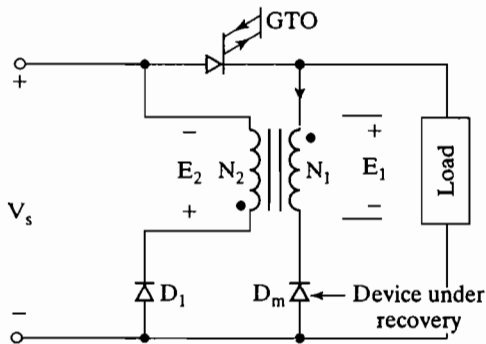 GTO
+
−
+
E₂
N₂
N₁
E₁
Load
+
−
Vₛ
D₁
Dₘ
Device under
recovery
−